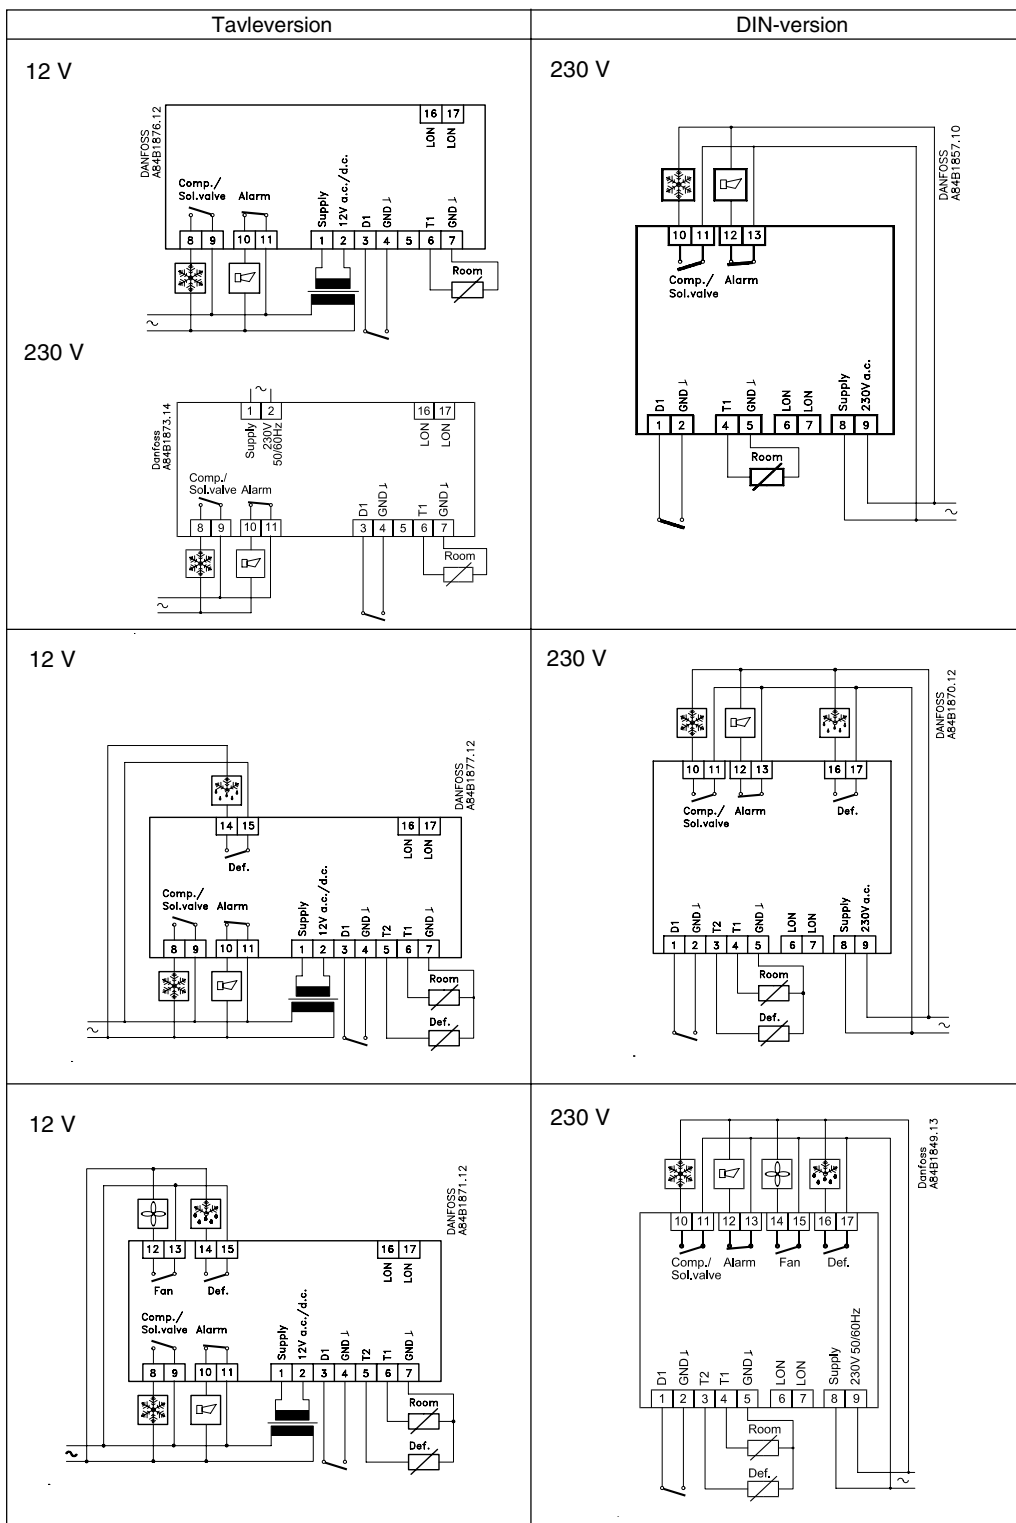 Tavleversion
DIN-version
12 V
DANFOSS
A84B1876.12
16 17
LON
LON
Comp./
Sol.valve Alarm
Supply
12V a.c./d.c.
D1
GND ⊥
T1
GND ⊥
8 9 10 11 1 2 3 4 5 6 7
Room
~
230 V
~
Danfoss
A84B1873.14
1 2
Supply
230V
50/60Hz
16 17
LON
LON
Comp./
Sol.valve Alarm
D1
GND ⊥
T1
GND ⊥
8 9 10 11 3 4 5 6 7
Room
~
230 V
DANFOSS
A84B1857.10
10 11 12 13
Comp./
Sol.valve Alarm
D1
GND ⊥
T1
GND ⊥
LON
LON
Supply
230V a.c.
1 2 4 5 6 7 8 9
Room
~
12 V
DANFOSS
A84B1877.12
14 15
Def.
16 17
LON
LON
Comp./
Sol.valve Alarm
Supply
12V a.c./d.c.
D1
GND ⊥
T2
T1
GND ⊥
8 9 10 11 1 2 3 4 5 6 7
Room
Def.
~
230 V
DANFOSS
A84B1870.12
10 11 12 13 16 17
Comp./
Sol.valve Alarm Def.
D1
GND ⊥
T2
T1
GND ⊥
LON
LON
Supply
230V a.c.
1 2 3 4 5 6 7 8 9
Room
Def.
~
12 V
DANFOSS
A84B1871.12
12 13 14 15
Fan Def.
16 17
LON
LON
Comp./
Sol.valve Alarm
Supply
12V a.c./d.c.
D1
GND ⊥
T2
T1
GND ⊥
8 9 10 11 1 2 3 4 5 6 7
Room
Def.
~
230 V
Danfoss
A84B1849.13
10 11 12 13 14 15 16 17
Comp./
Sol.valve Alarm Fan Def.
D1
GND ⊥
T2
T1
GND ⊥
LON
LON
Supply
230V 50/60Hz
1 2 3 4 5 6 7 8 9
Room
Def.
~